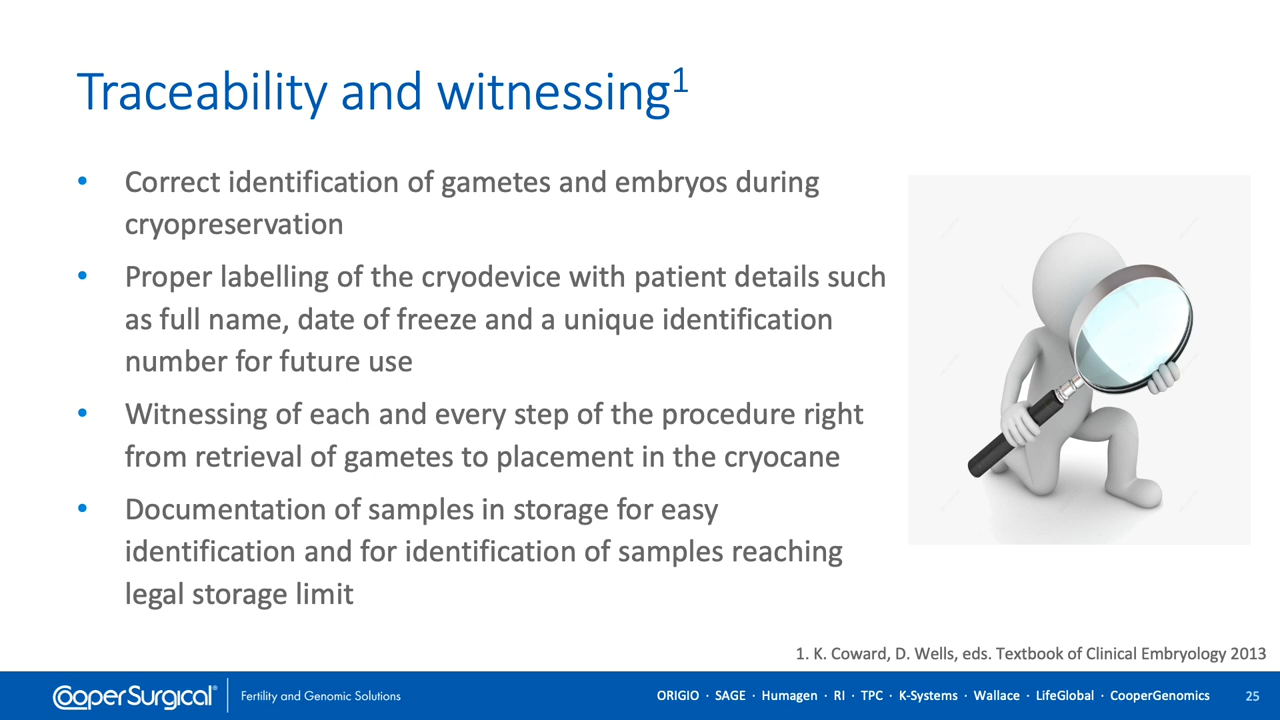 Traceability and witnessing1
• Correct identification of gametes and embryos during
cryopreservation
• Proper labelling of the cryodevice with patient details such
as full name, date of freeze and a unique identification
number for future use
• Witnessing of each and every step of the procedure right
from retrieval of gametes to placement in the cryocane
• Documentation of samples in storage for easy
identification and for identification of samples reaching
legal storage limit
1. K. Coward, D. Wells, eds. Textbook of Clinical Embryology 2013
CooperSurgical® Fertility and Genomic Solutions ORIGIO · SAGE · Humagen · RI · TPC · K-Systems · Wallace · LifeGlobal · CooperGenomics 25